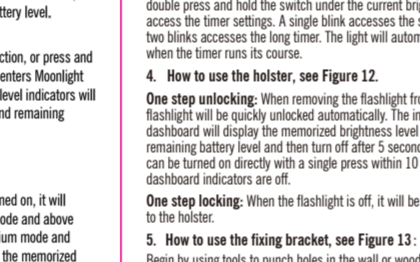 ttery level.
ction, or press and
enters Moonlight
level indicators will
nd remaining
ned on, it will
ode and above
ium mode and
the memorized
double press and hold the switch under the current bri
access the timer settings. A single blink accesses the s
two blinks accesses the long timer. The light will autom
when the timer runs its course.
4. How to use the holster, see Figure 12.
One step unlocking: When removing the flashlight fro
flashlight will be quickly unlocked automatically. The in
dashboard will display the memorized brightness level
remaining battery level and then turn off after 5 second
can be turned on directly with a single press within 10
dashboard indicators are off.
One step locking: When the flashlight is off, it will be
to the holster.
5. How to use the fixing bracket, see Figure 13:
Begin by using tools to punch holes in the wall or wood